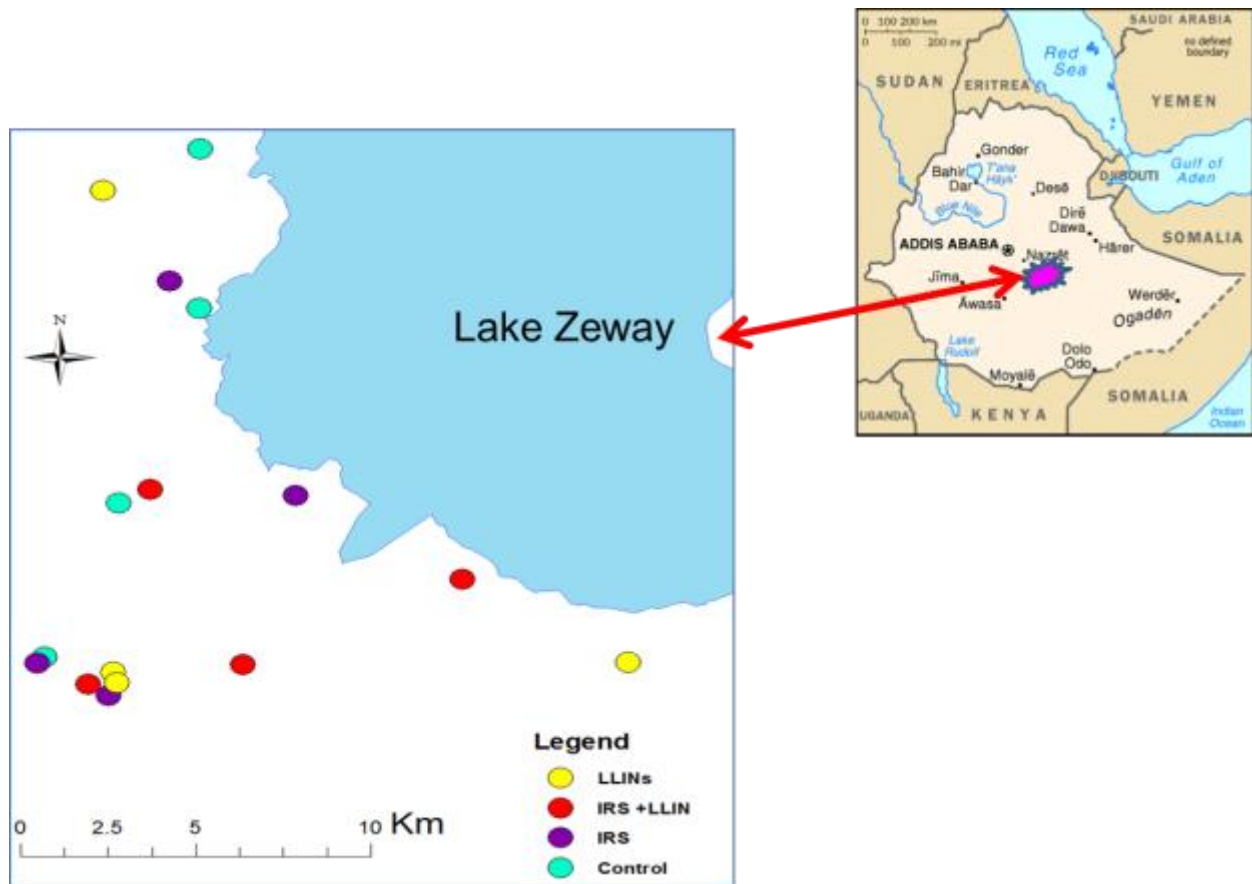 Lake Zeway
N
Legend
LLINs
IRS +LLIN
IRS
Control
0 2.5 5 10 Km
0 100 200 km
0 100 200 mi
SAUDI ARABIA
no defined
boundary
Red
Sea
SUDAN
ERITREA
YEMEN
Gonder
Bahir
Dar
T'ana
Hāyk'
Desē
DJIBOUTI
Gulf of
Aden
Blue Nile
Dirē
Dawa
Hārer
SOMALIA
ADDIS ABABA
Nazrēt
Jīma
Āwasa
Werdēr
Ogadēn
Lake
Rudolf
Dolo
Odo
Moyalē
SOMALIA
UGANDA
KENYA
Indian
Ocean